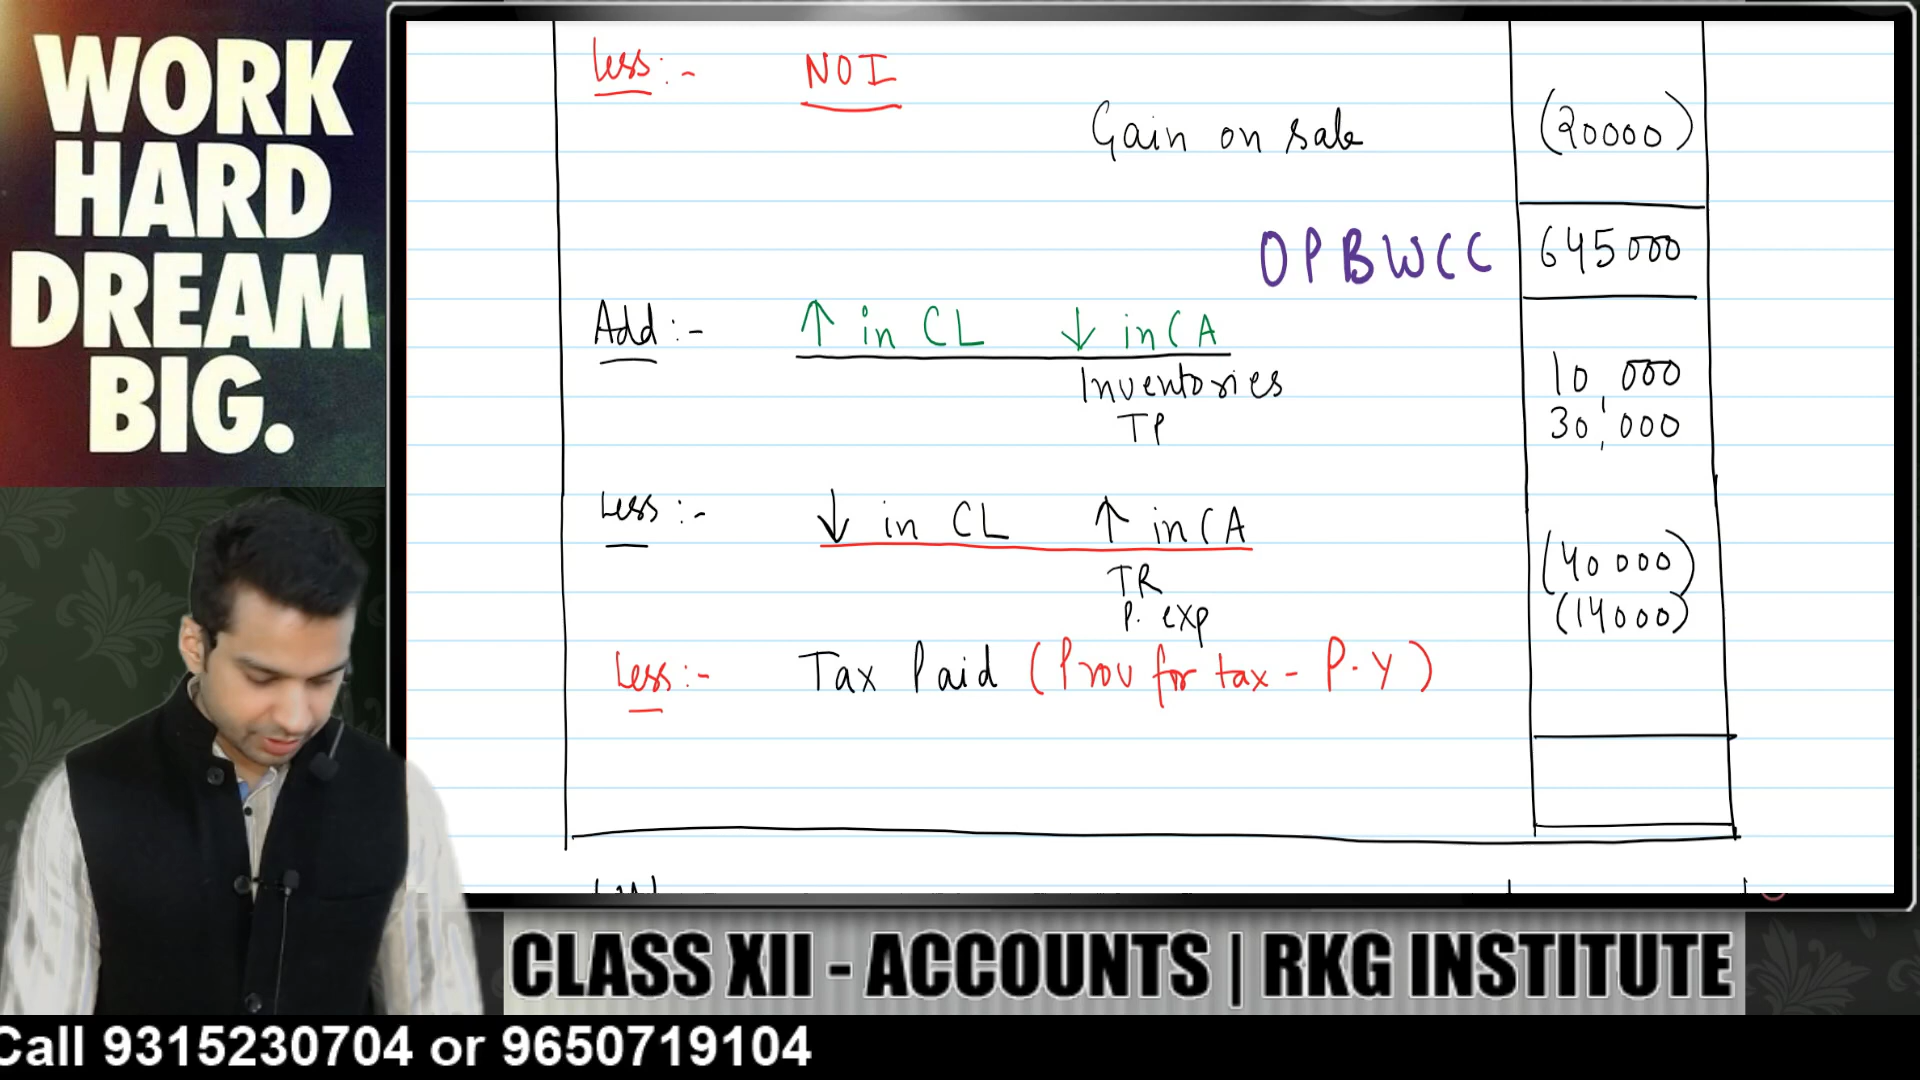 WORK
HARD
DREAM
BIG.
Less:- NOI
Gain on sale (20000)
OPBWCC 645000
Add:- ↑ in CL ↓ in CA
Inventories 10,000
TP 30,000
Less:- ↓ in CL ↑ in CA
TR (40000)
P. exp (14000)
Less:- Tax Paid (Prov for tax - P.Y)
CLASS XII - ACCOUNTS | RKG INSTITUTE
Call 9315230704 or 9650719104